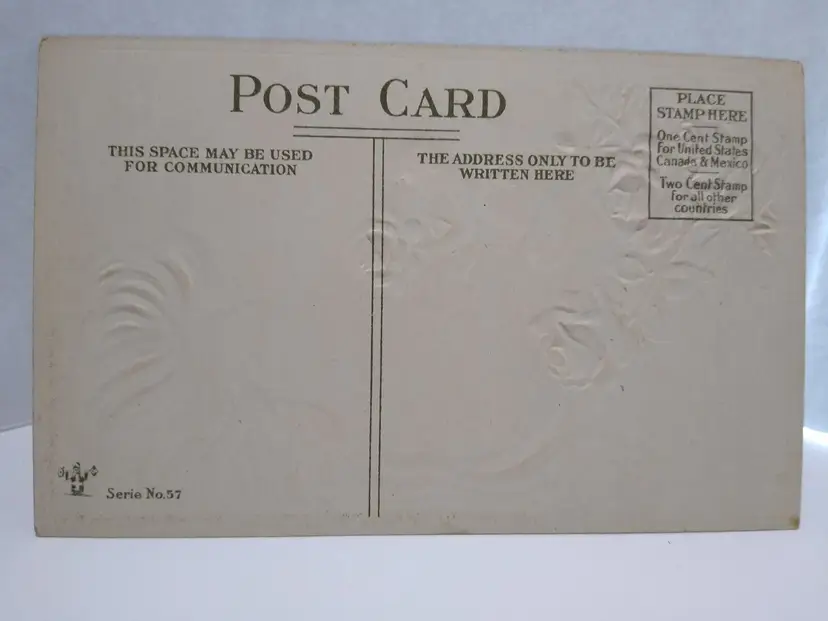 POST CARD
THIS SPACE MAY BE USED
FOR COMMUNICATION
THE ADDRESS ONLY TO BE
WRITTEN HERE
PLACE
STAMP HERE
One Cent Stamp
for United States
Canada & Mexico
Two Cent Stamp
for all other
countries
Serie No.57